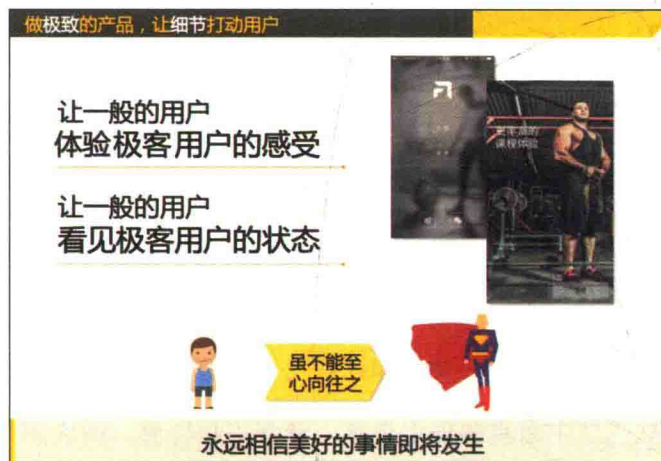 做极致的产品，让细节打动用户
让一般的用户
体验极客用户的感受
让一般的用户
看见极客用户的状态
课程体验
虽不能至
心向往之
永远相信美好的事情即将发生